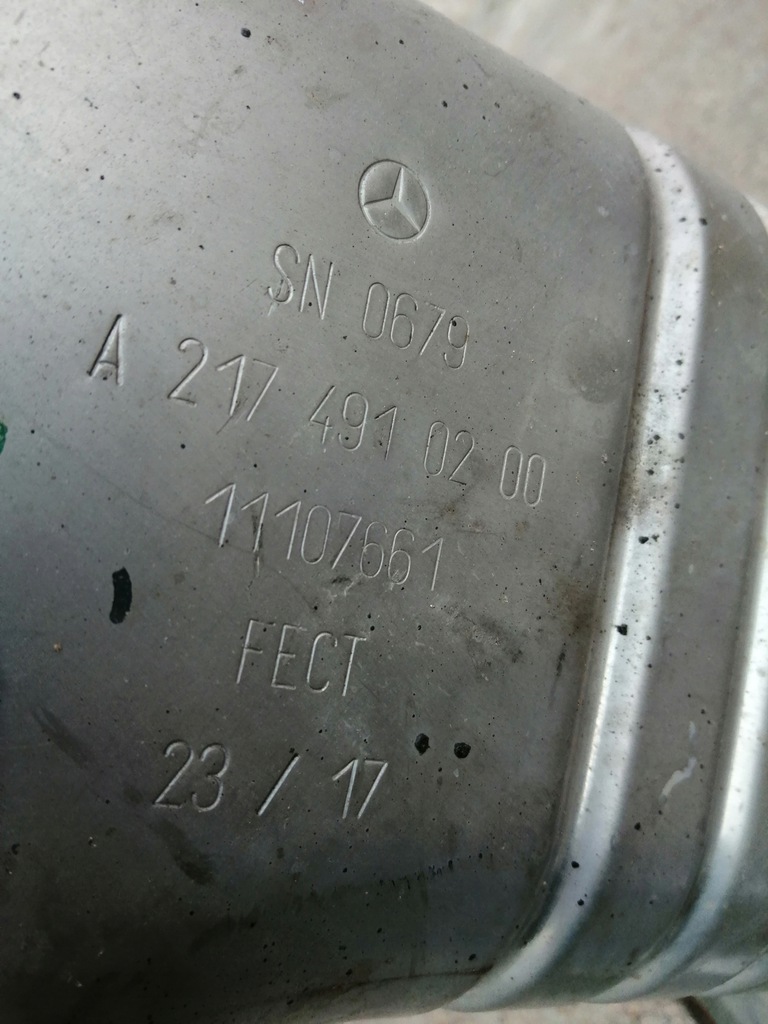 SN 0679
A 217 491 02 00
11107661
FECT
23 / 17